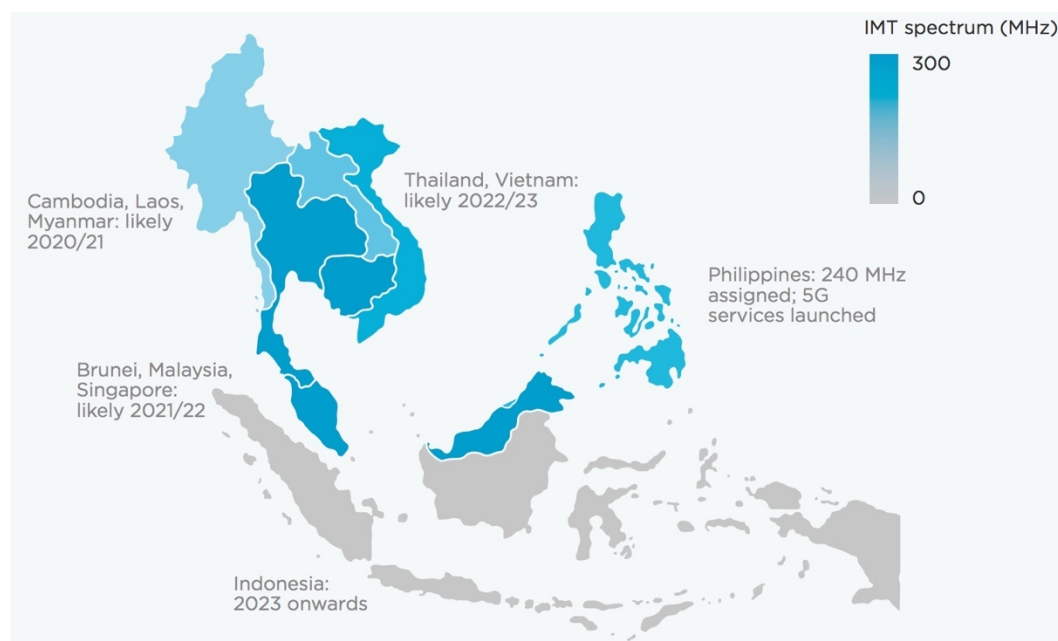 IMT spectrum (MHz)
300
0
Thailand, Vietnam:
likely 2022/23
Cambodia, Laos,
Myanmar: likely
2020/21
Philippines: 240 MHz
assigned; 5G
services launched
Brunei, Malaysia,
Singapore:
likely 2021/22
Indonesia:
2023 onwards